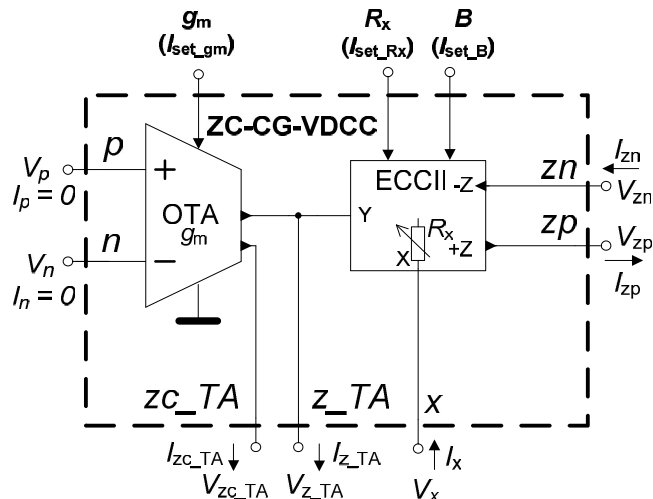 gm Rx B
(Iset_gm) (Iset_Rx) (Iset_B)
ZC-CG-VDCC
p
Vp
Ip = 0
+
OTA
gm
n
Vn
In = 0
−
ECCII
-Z
Y
Rx
X
+Z
zn
Izn
Vzn
zp
Vzp
Izp
zc_TA z_TA x
Izc_TA Iz_TA Ix
Vzc_TA Vz_TA Vx